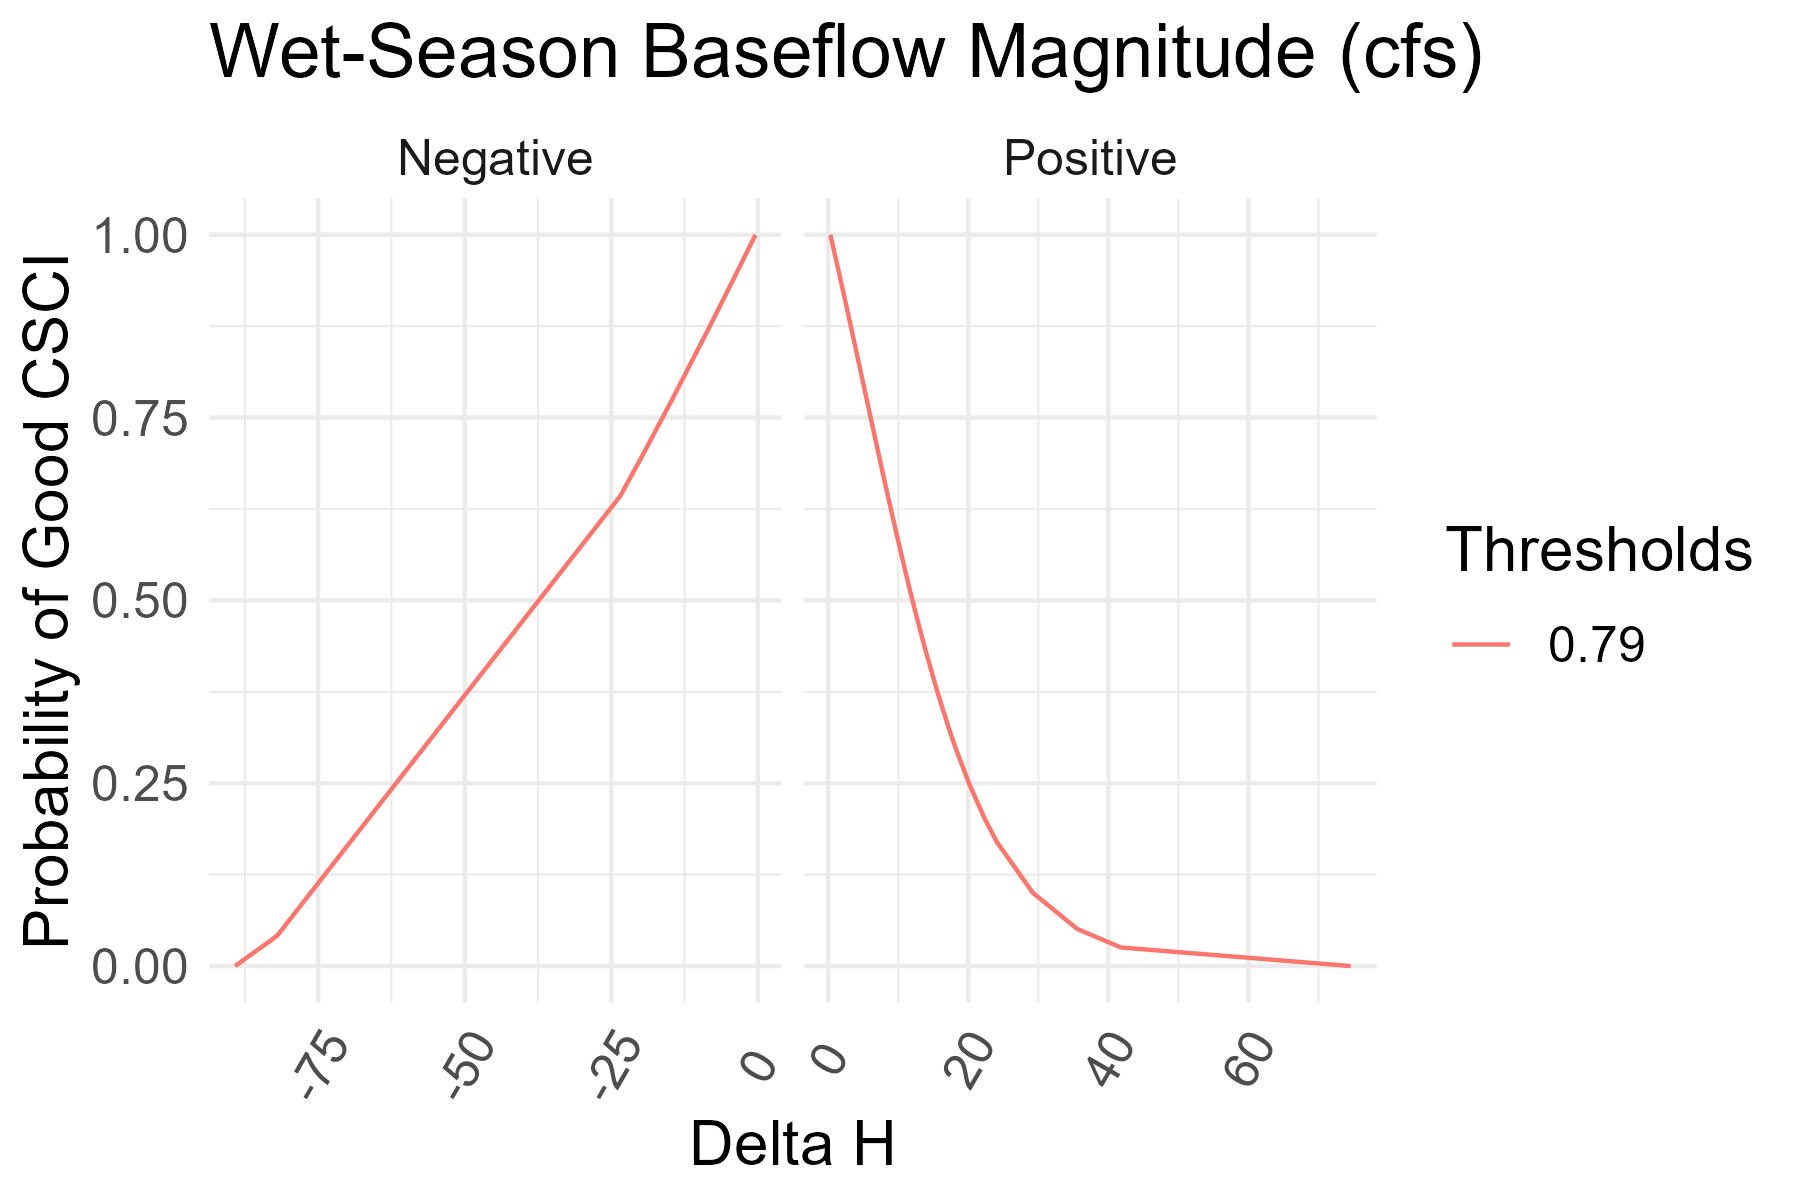 Wet-Season Baseflow Magnitude (cfs)
Negative
Positive
Probability of Good CSCI
1.00
0.75
0.50
0.25
0.00
-75
-50
-25
0
0
20
40
60
Delta H
Thresholds
0.79